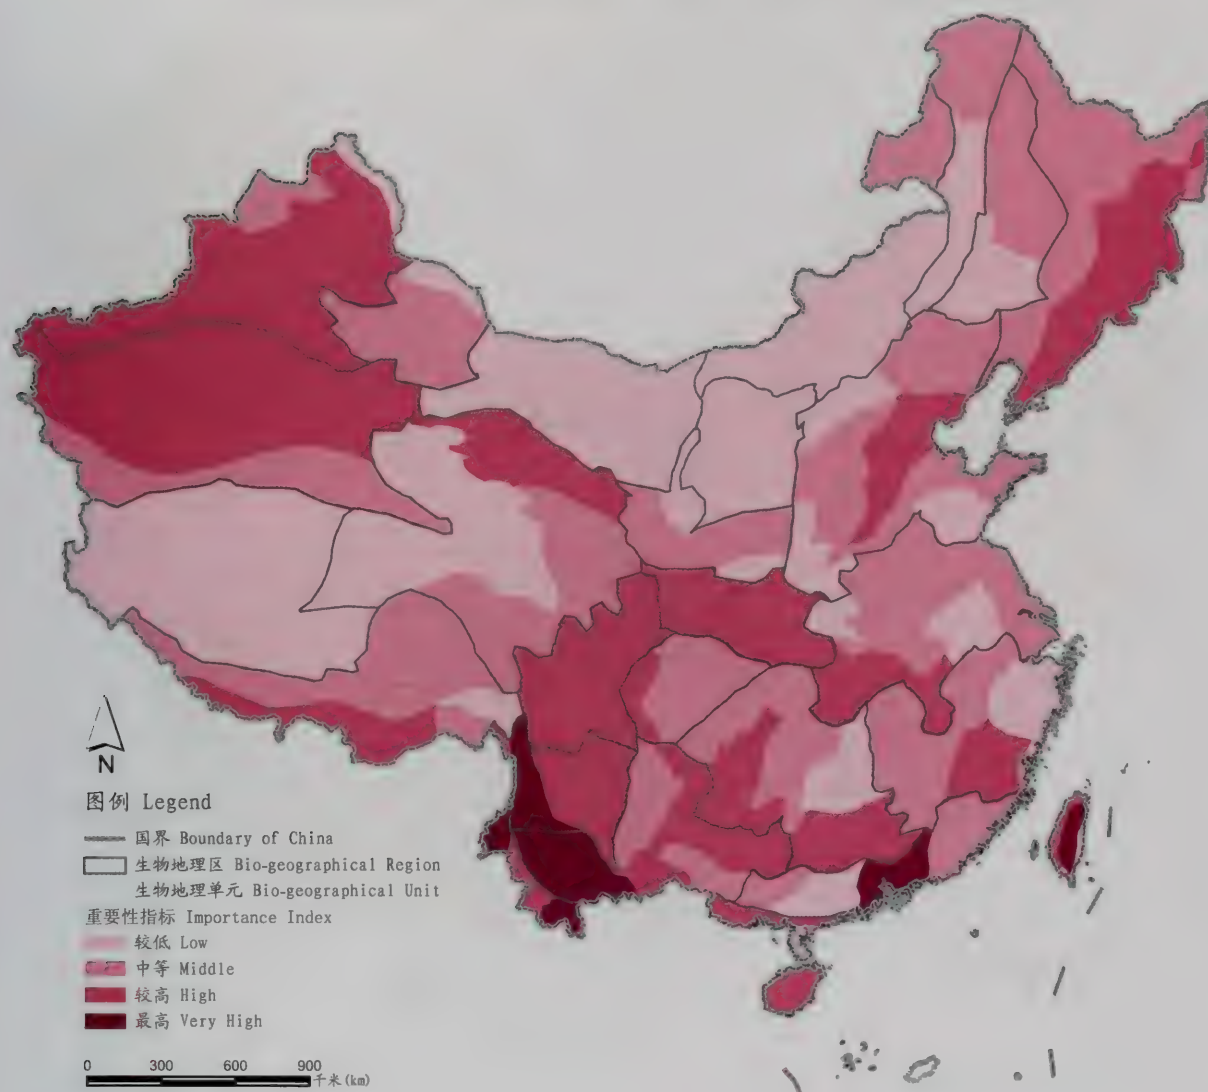 N
图例 Legend
国界 Boundary of China
生物地理区 Bio-geographical Region
生物地理单元 Bio-geographical Unit
重要性指标 Importance Index
较低 Low
中等 Middle
较高 High
最高 Very High
0 300 600 900
千米(km)